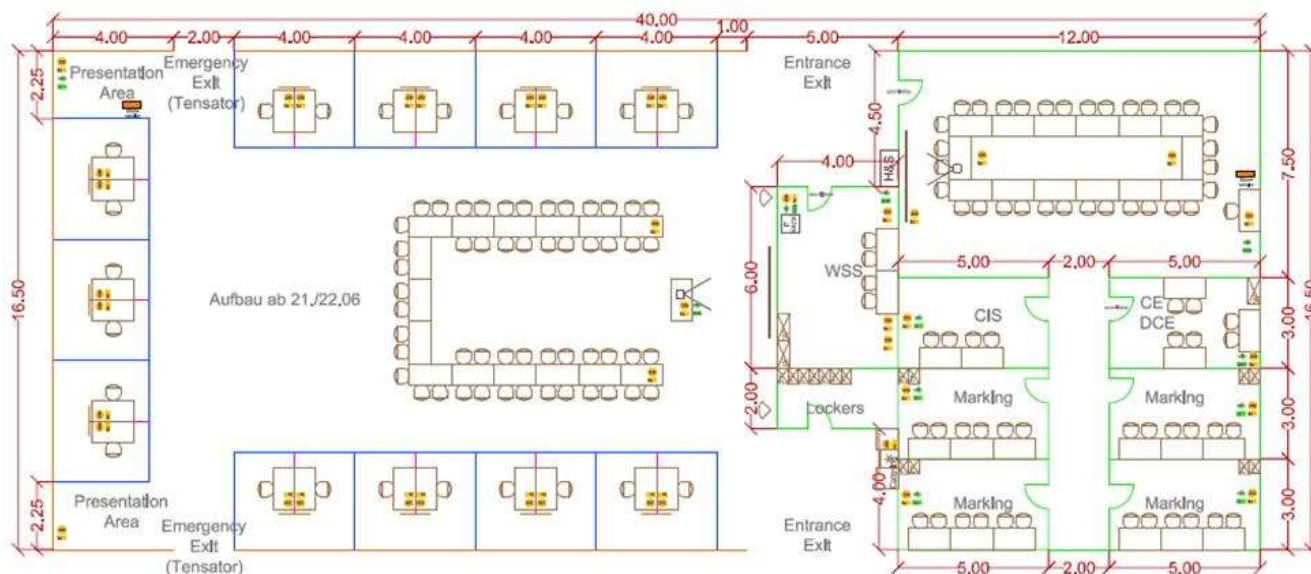 40.00
1.00
4.00
2.00
4.00
4.00
4.00
4.00
5.00
12.00
2.25
Presentation
Area
Emergency
Exit
(Tensator)
Entrance
Exit
4.50
7.50
4.00
H&S
16.50
Aufbau ab 21./22.06
6.00
WSS
5.00
2.00
5.00
16.50
CIS
CE
DCE
3.00
2.00
Lockers
Marking
Marking
3.00
4.00
Marking
Marking
3.00
2.25
Presentation
Area
Emergency
Exit
(Tensator)
Entrance
Exit
5.00
2.00
5.00